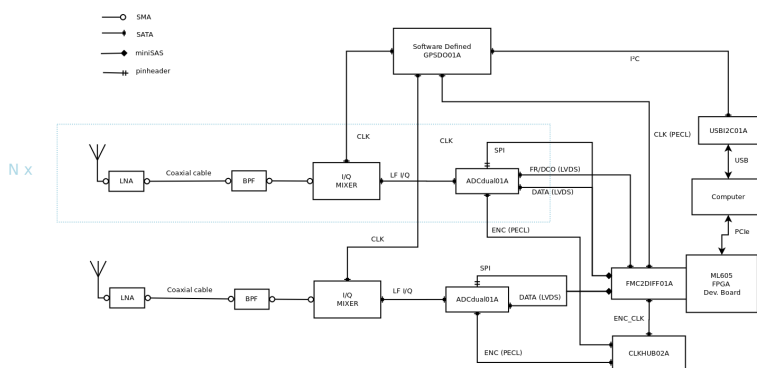 SMA
SATA
miniSAS
pinheader
Software Defined
GPSDO01A
I²C
CLK
CLK
CLK (PECL)
USBI2C01A
USB
SPI
N x
Coaxial cable
LNA
BPF
I/Q
MIXER
LF I/Q
ADCdual01A
FR/DCO (LVDS)
DATA (LVDS)
Computer
ENC (PECL)
PCIe
CLK
SPI
Coaxial cable
LNA
BPF
I/Q
MIXER
LF I/Q
ADCdual01A
DATA (LVDS)
FMC2DIFF01A
ML605
FPGA
Dev. Board
ENC_CLK
ENC (PECL)
CLKHUB02A